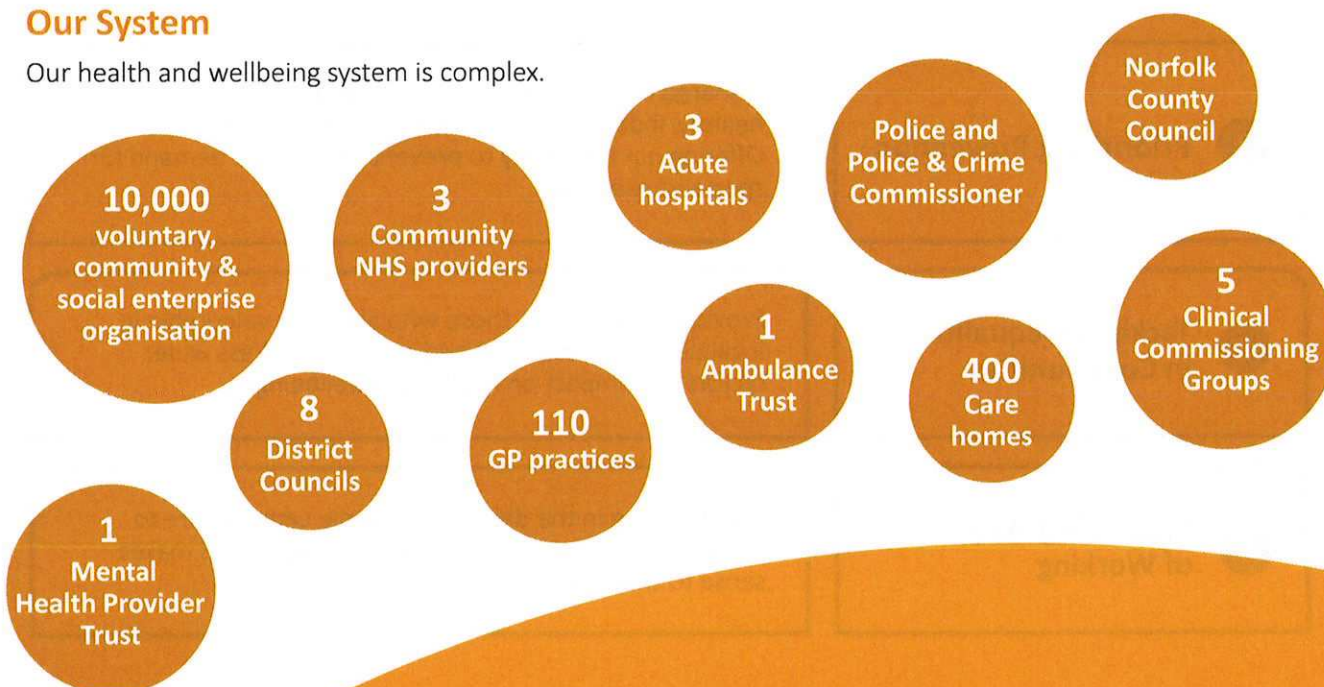 Our System
Our health and wellbeing system is complex.
10,000
voluntary,
community &
social enterprise
organisation
3
Community
NHS providers
3
Acute
hospitals
Police and
Police & Crime
Commissioner
Norfolk
County
Council
8
District
Councils
110
GP practices
1
Ambulance
Trust
400
Care
homes
5
Clinical
Commissioning
Groups
1
Mental
Health Provider
Trust